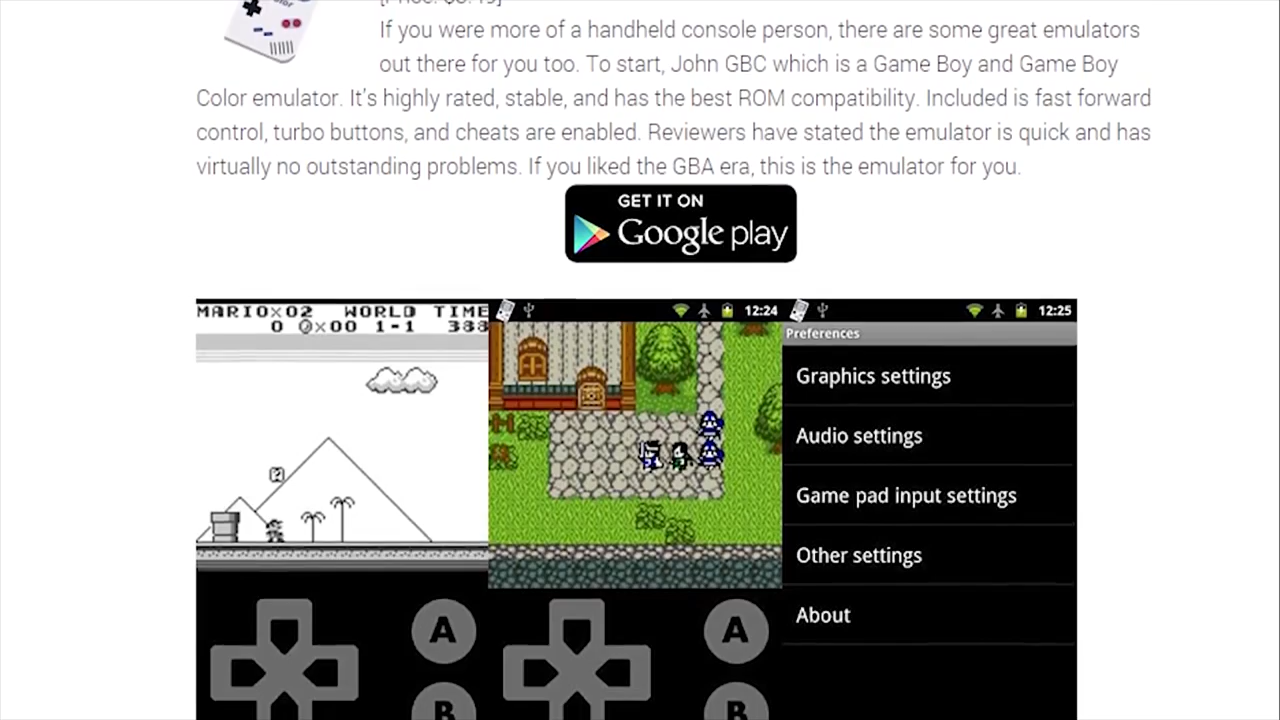 If you were more of a handheld console person, there are some great emulators
out there for you too. To start, John GBC which is a Game Boy and Game Boy
Color emulator. It’s highly rated, stable, and has the best ROM compatibility. Included is fast forward
control, turbo buttons, and cheats are enabled. Reviewers have stated the emulator is quick and has
virtually no outstanding problems. If you liked the GBA era, this is the emulator for you.
GET IT ON
Google play
MARIO×02 WORLD TIME
0 ×00 1-1 388
12:24
12:25
Preferences
Graphics settings
Audio settings
Game pad input settings
Other settings
About
A
A
B
B